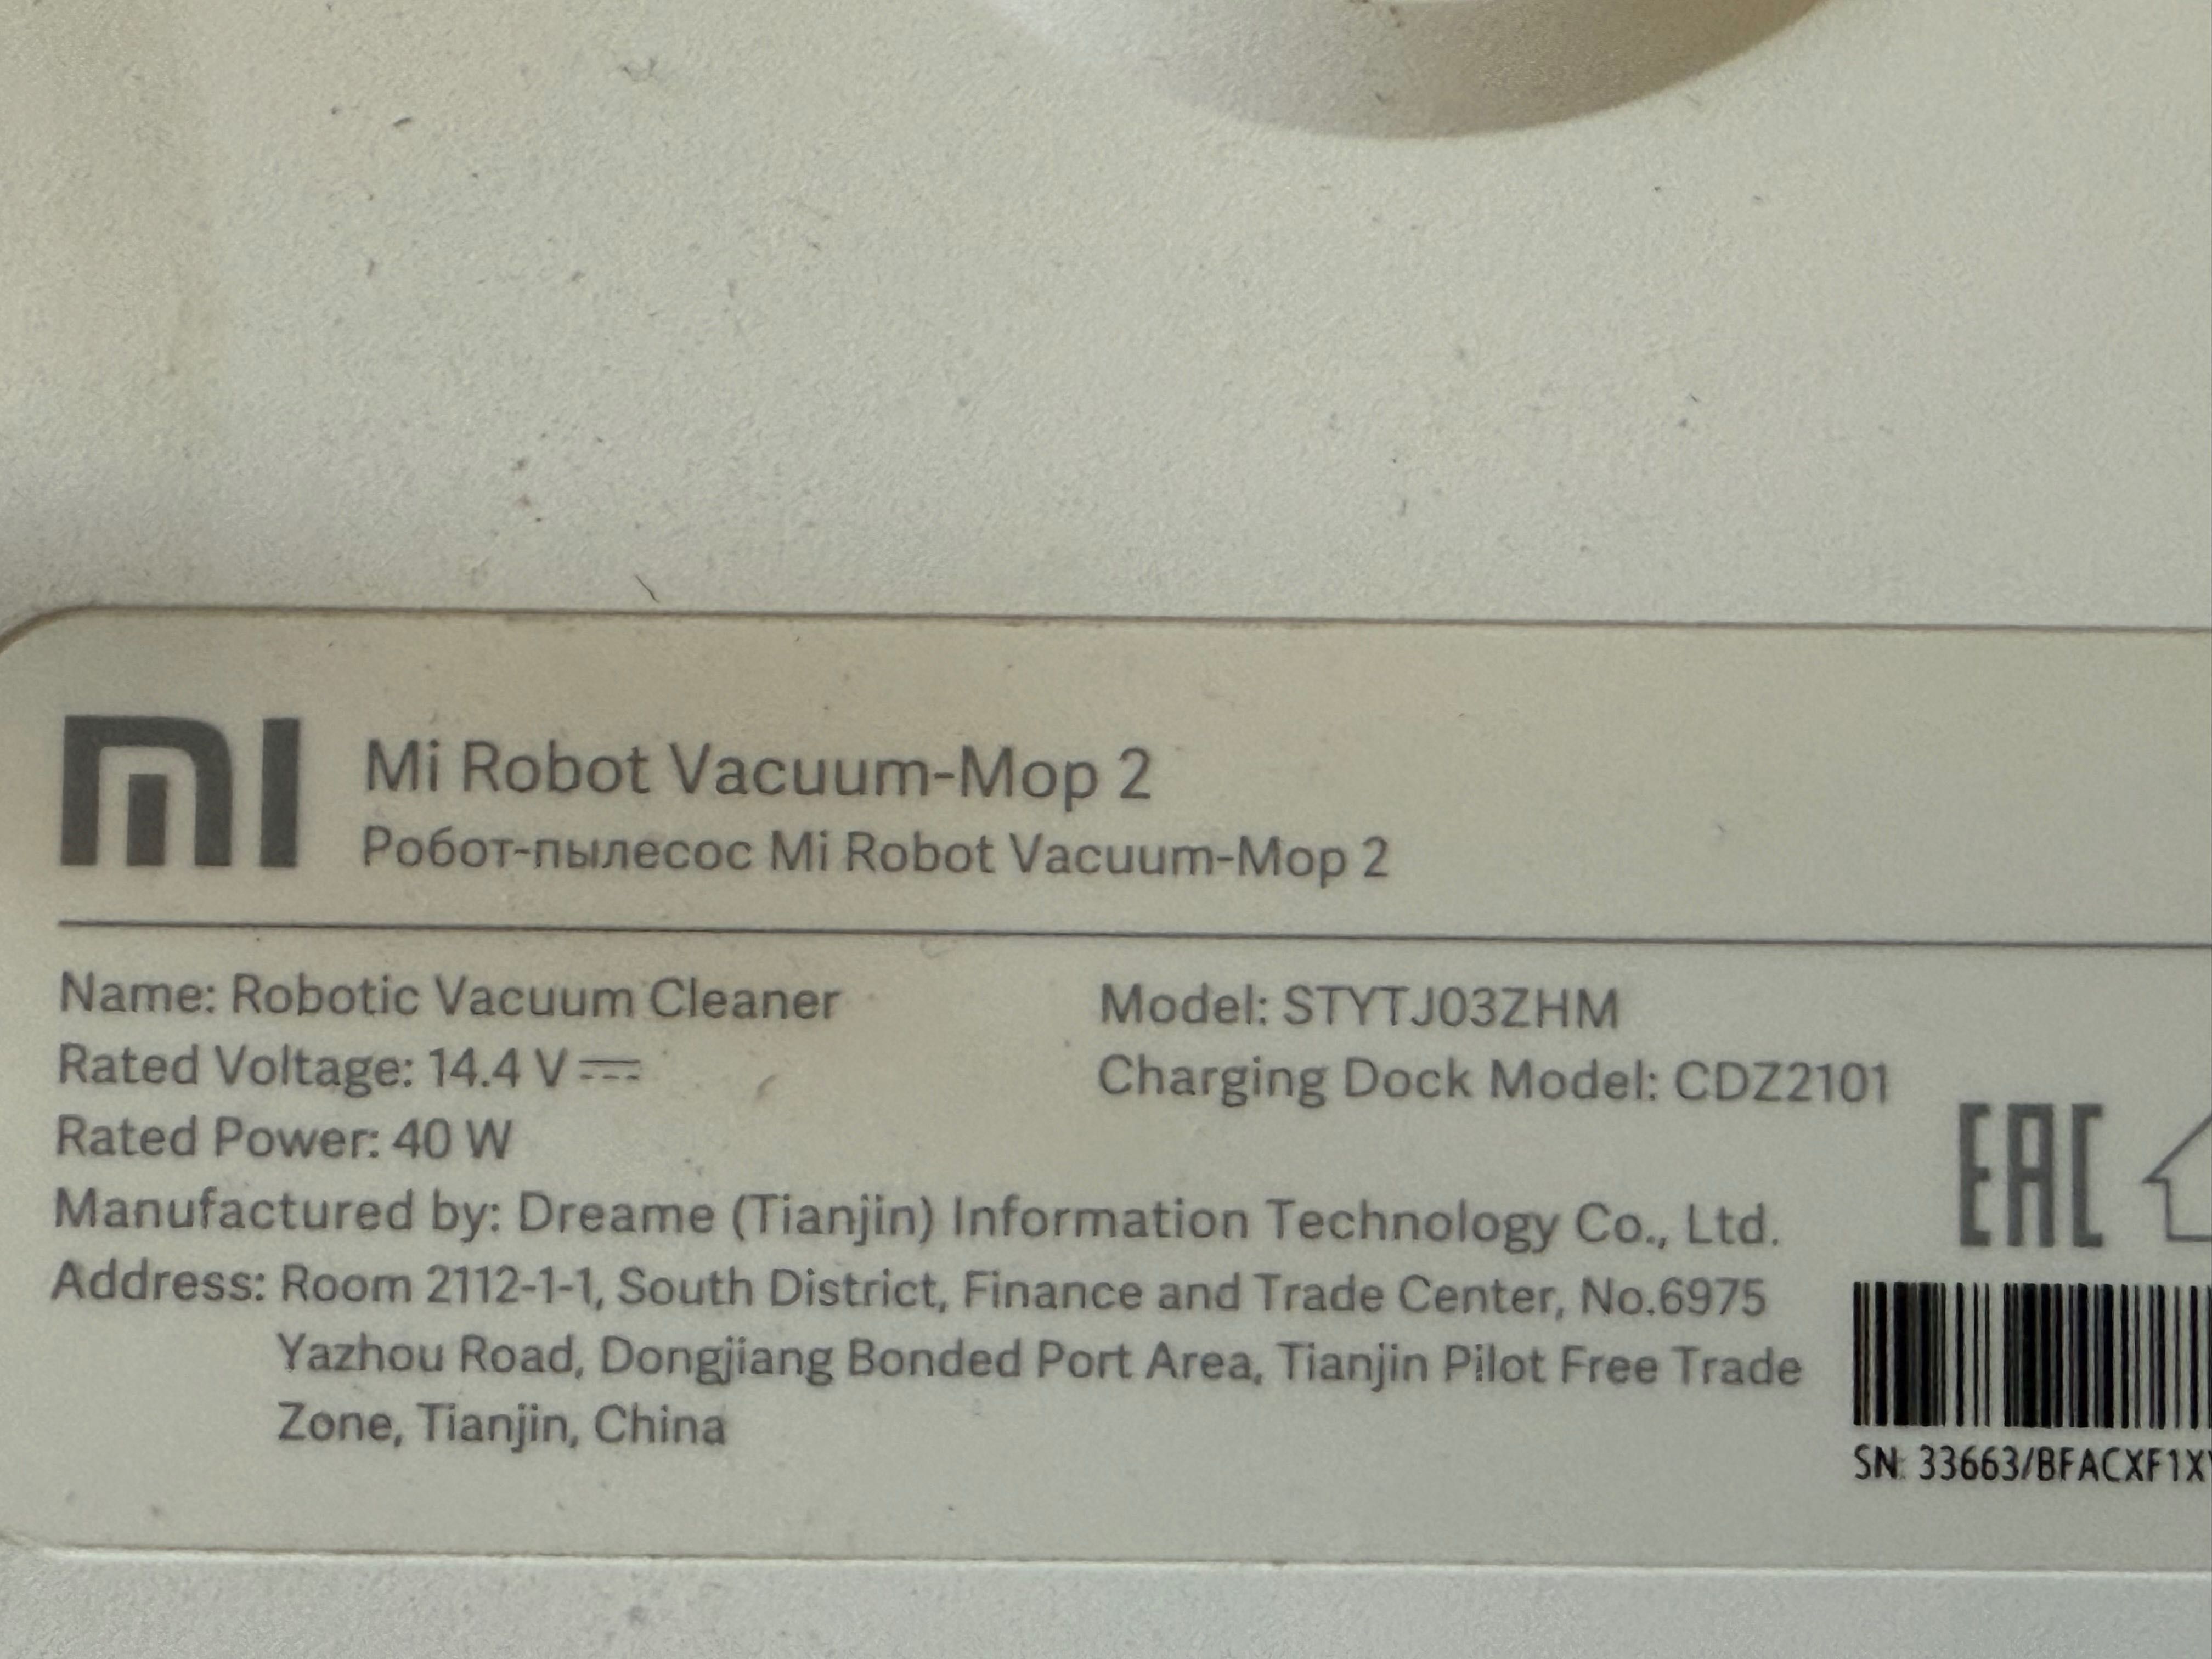 mi Mi Robot Vacuum-Mop 2
Робот-пылесос Mi Robot Vacuum-Mop 2
Name: Robotic Vacuum Cleaner
Model: STYTJ03ZHM
Rated Voltage: 14.4 V
Charging Dock Model: CDZ2101
Rated Power: 40 W
Manufactured by: Dreame (Tianjin) Information Technology Co., Ltd.
Address: Room 2112-1-1, South District, Finance and Trade Center, No.6975
Yazhou Road, Dongjiang Bonded Port Area, Tianjin Pilot Free Trade
Zone, Tianjin, China
EAC
SN: 33663/BFACXF1X